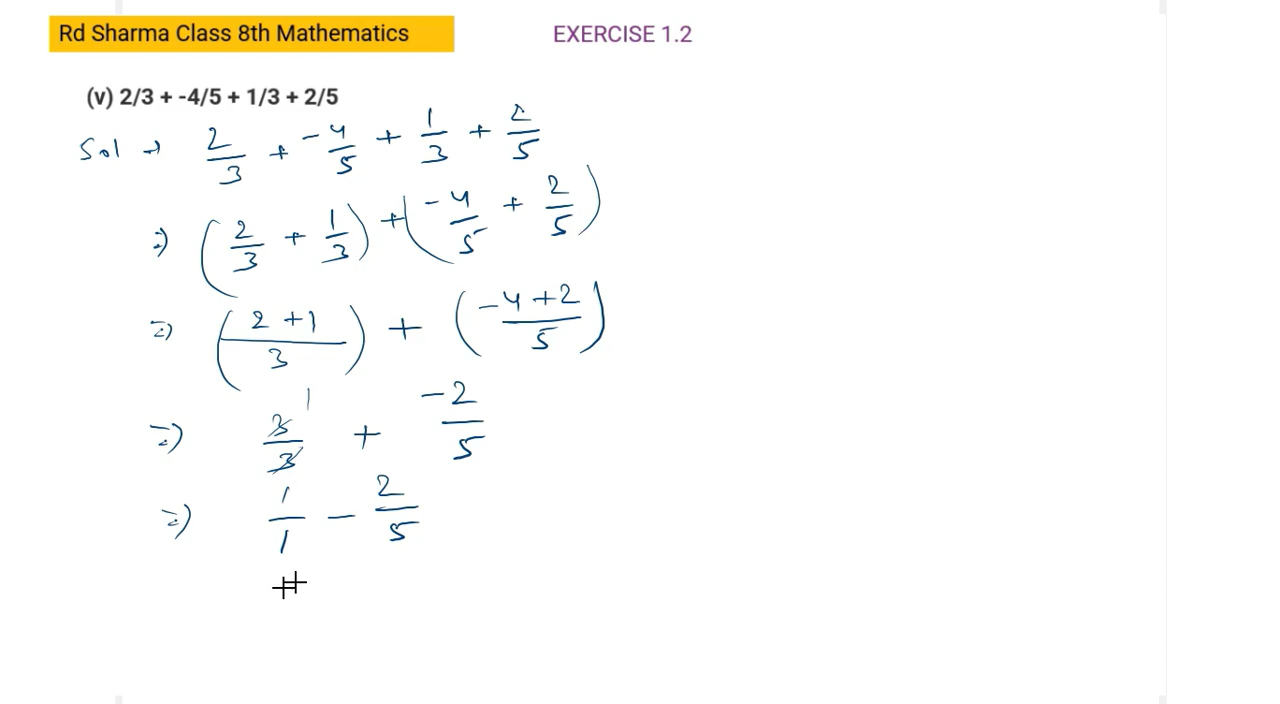 Rd Sharma Class 8th Mathematics EXERCISE 1.2
(v) 2/3 + -4/5 + 1/3 + 2/5
Sol → 2/3 + -4/5 + 1/3 + 2/5
⇒ (2/3 + 1/3) + (-4/5 + 2/5)
⇒ ((2+1)/3) + ((-4+2)/5)
⇒ 3/3 1 + -2/5
⇒ 1/1 - 2/5